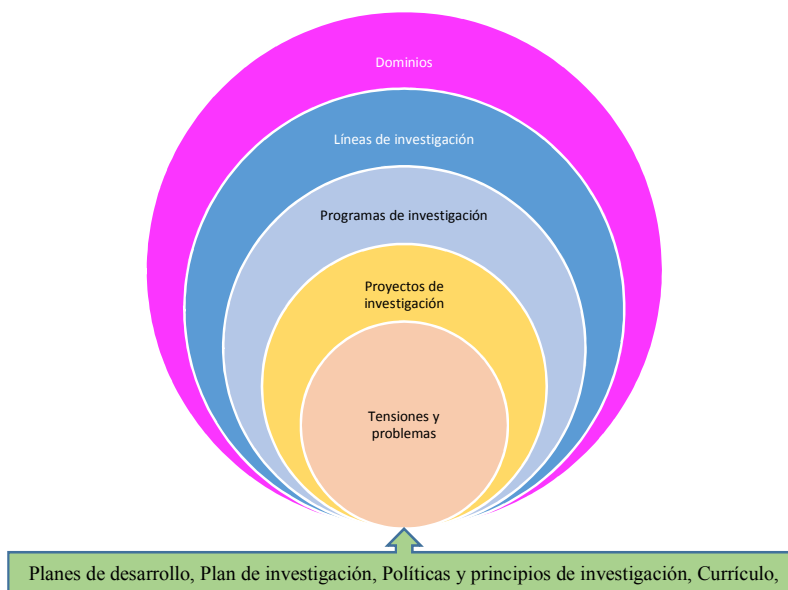 Dominios
Líneas de investigación
Programas de investigación
Proyectos de
investigación
Tensiones y
problemas
Planes de desarrollo, Plan de investigación, Políticas y principios de investigación, Currículo,